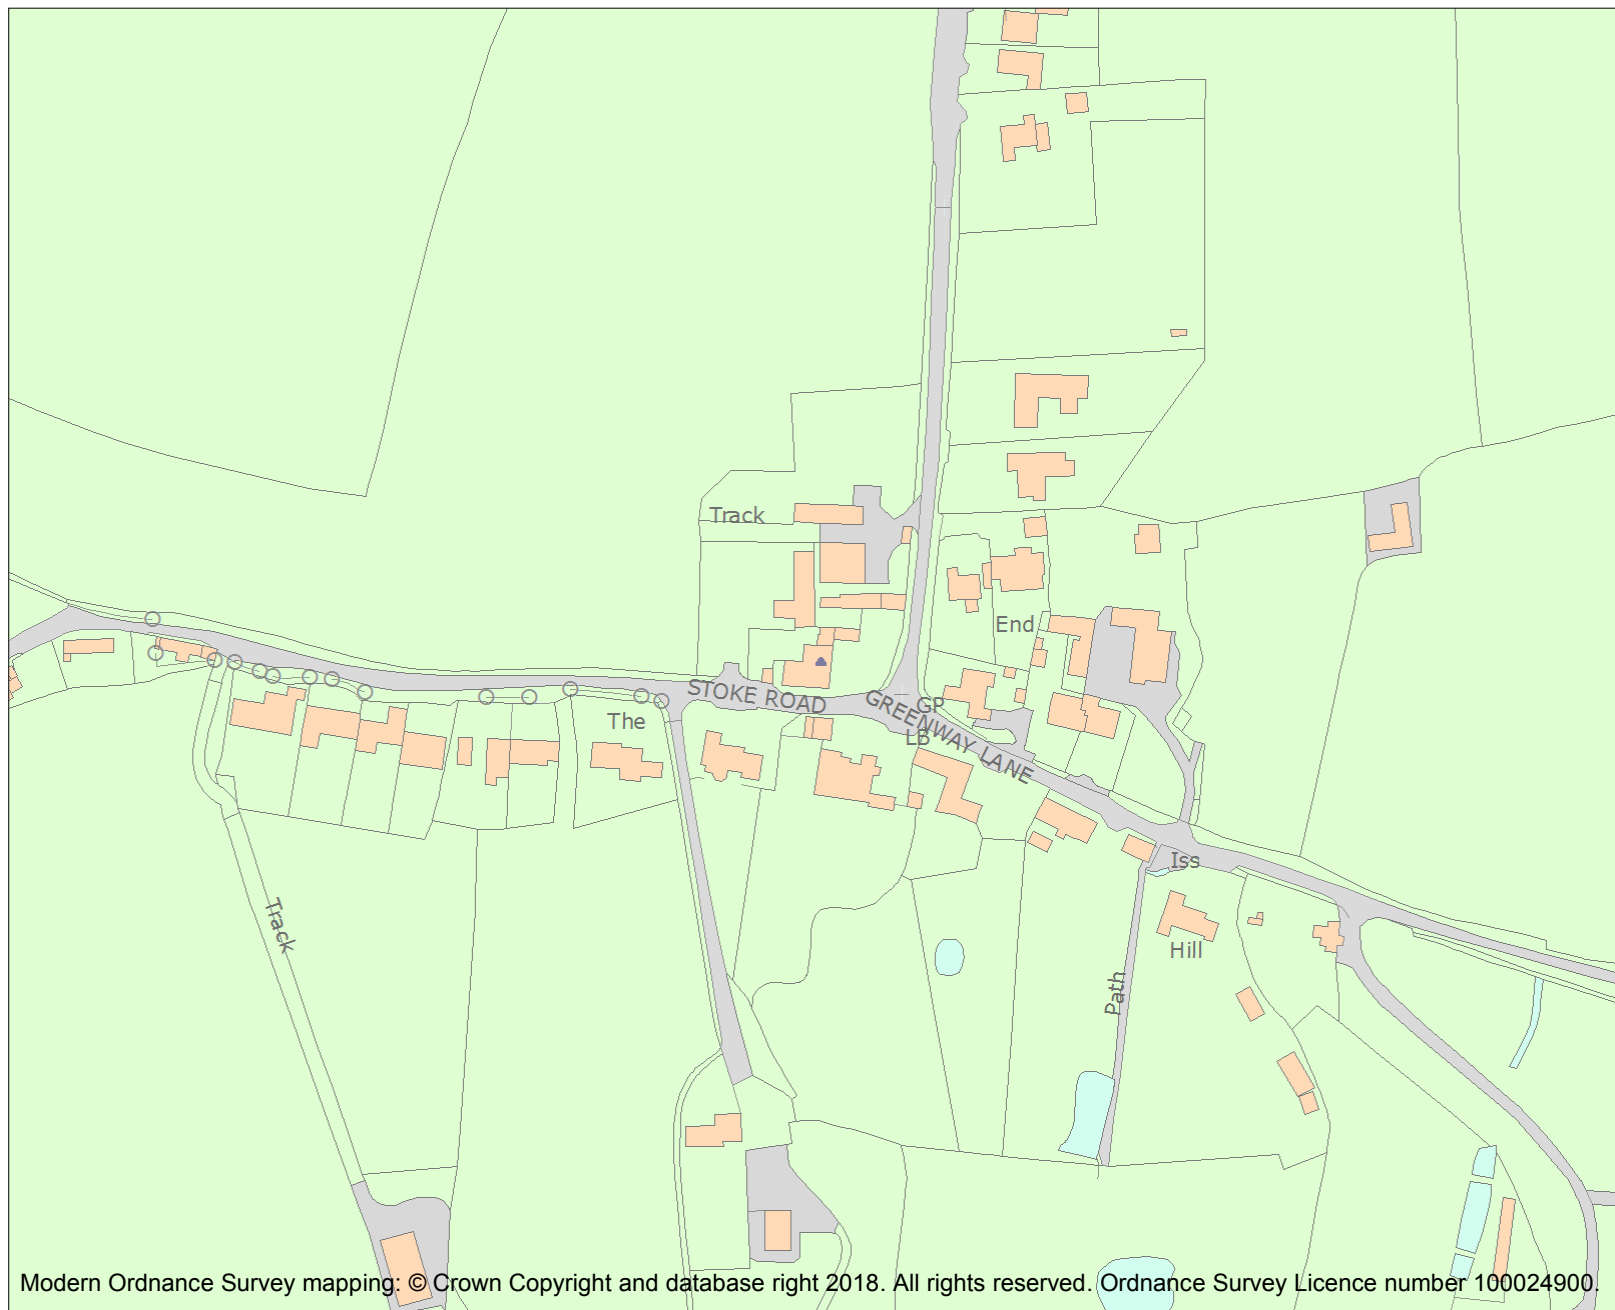 Track
End
STOKE ROAD
GREENWAY LANE
GP
The
LB
Iss
Track
Hill
Path
Modern Ordnance Survey mapping: © Crown Copyright and database right 2018. All rights reserved. Ordnance Survey Licence number 100024900.